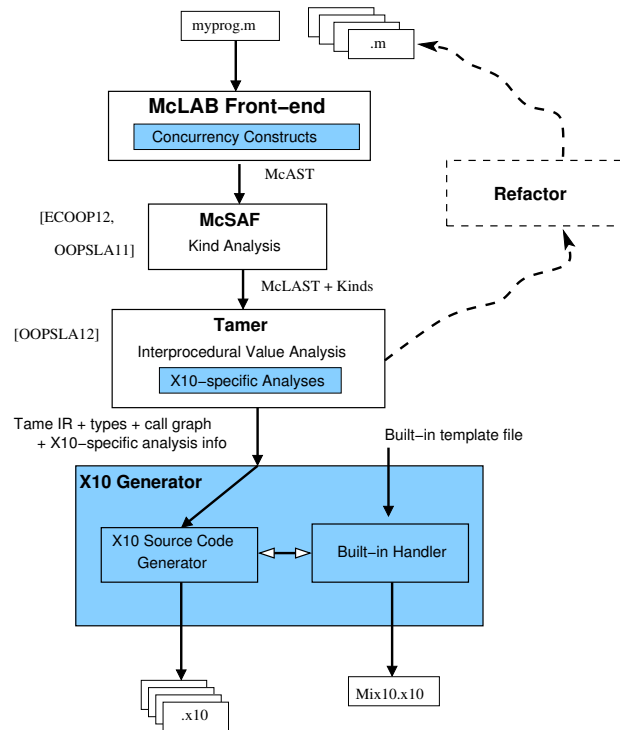 myprog.m
.m
McLAB Front-end
Concurrency Constructs
McAST
Refactor
[ECOOP12,
OOPSLA11]
McSAF
Kind Analysis
McLAST + Kinds
[OOPSLA12]
Tamer
Interprocedural Value Analysis
X10-specific Analyses
Tame IR + types + call graph
+ X10-specific analysis info
Built-in template file
X10 Generator
X10 Source Code
Generator
Built-in Handler
.x10
Mix10.x10